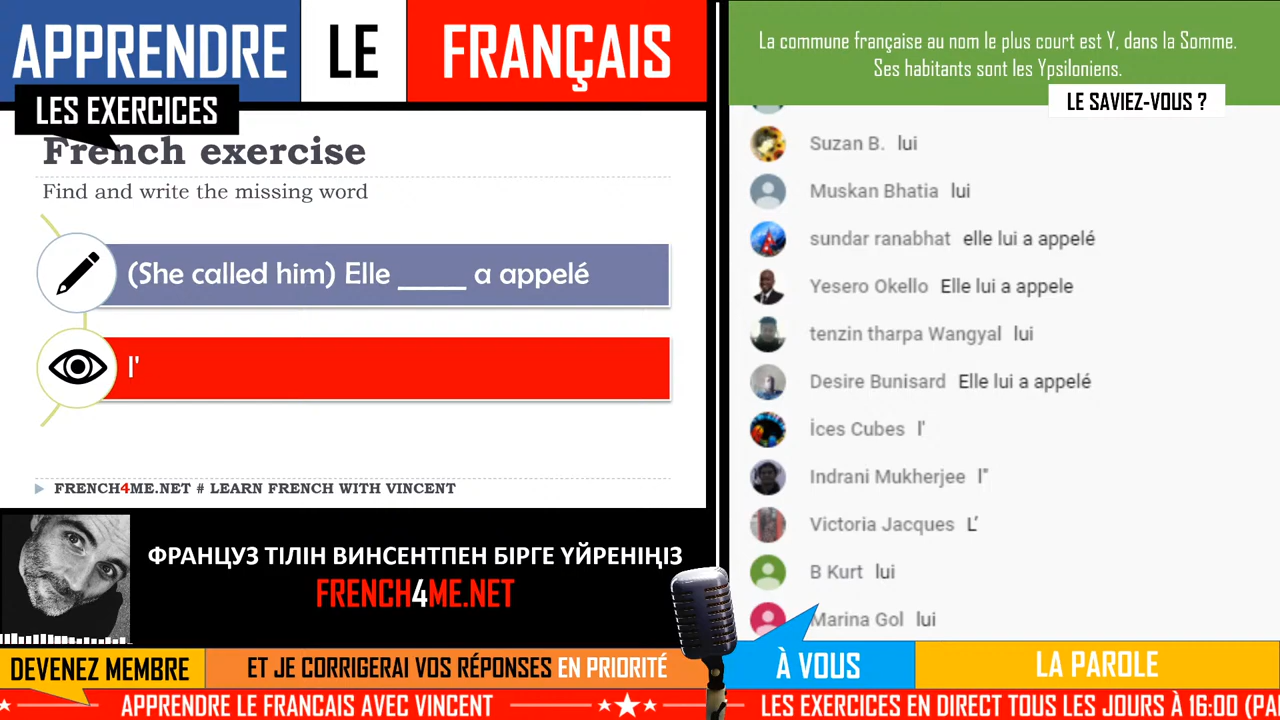 APPRENDRE LE FRANÇAIS
LES EXERCICES
French exercise
Find and write the missing word
(She called him) Elle _____ a appelé
l'
FRENCH4ME.NET # LEARN FRENCH WITH VINCENT
ФРАНЦУЗ ТІЛІН ВИНСЕНТПЕН БІРГЕ ҮЙРЕНІҢІЗ
FRENCH4ME.NET
La commune française au nom le plus court est Y, dans la Somme.
Ses habitants sont les Ypsiloniens.
LE SAVIEZ-VOUS ?
Suzan B. lui
Muskan Bhatia lui
sundar ranabhat elle lui a appelé
Yesero Okello Elle lui a appele
tenzin tharpa Wangyal lui
Desire Bunisard Elle lui a appelé
İces Cubes l'
Indrani Mukherjee l"
Victoria Jacques L’
B Kurt lui
Marina Gol lui
DEVENEZ MEMBRE ET JE CORRIGERAI VOS RÉPONSES EN PRIORITÉ
À VOUS LA PAROLE
APPRENDRE LE FRANCAIS AVEC VINCENT
LES EXERCICES EN DIRECT TOUS LES JOURS À 16:00 (PA